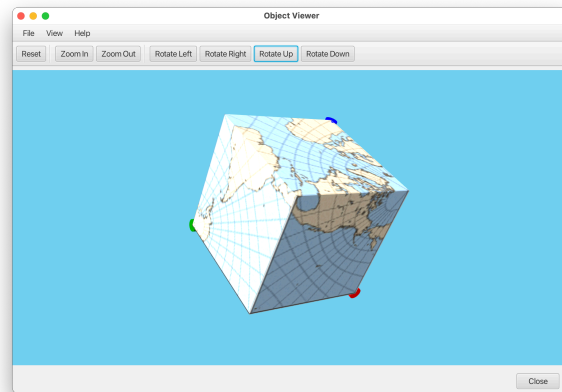 Object Viewer
File View Help
Reset Zoom In Zoom Out Rotate Left Rotate Right Rotate Up Rotate Down
Close